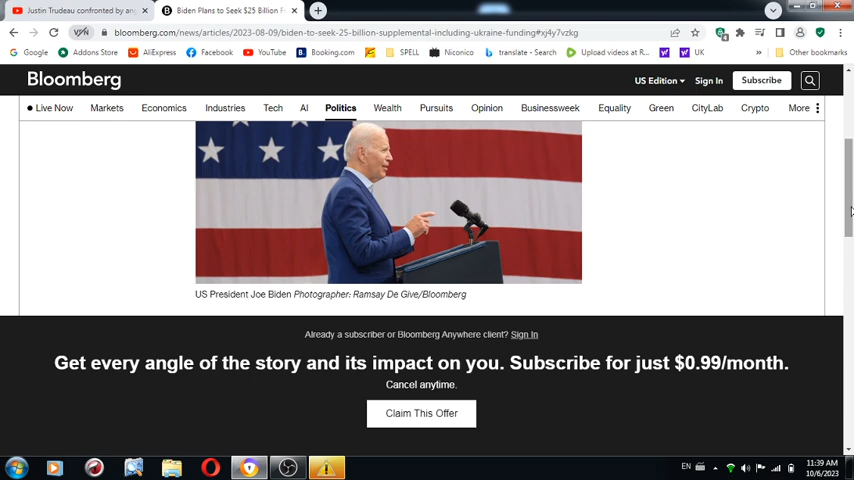 Justin Trudeau confronted by ang
Biden Plans to Seek $25 Billion F
bloomberg.com/news/articles/2023-08-09/biden-to-seek-25-billion-supplemental-including-ukraine-funding#xj4y7vzkg
Google Addons Store AliExpress Facebook YouTube Booking.com SPELL Niconico translate - Search Upload videos at R... UW UK » Other bookmarks
Bloomberg
US Edition Sign In Subscribe
Live Now Markets Economics Industries Tech AI Politics Wealth Pursuits Opinion Businessweek Equality Green CityLab Crypto More
US President Joe Biden Photographer: Ramsay De Give/Bloomberg
Already a subscriber or Bloomberg Anywhere client? Sign In
Get every angle of the story and its impact on you. Subscribe for just $0.99/month.
Cancel anytime.
Claim This Offer
EN
11:39 AM
10/6/2023